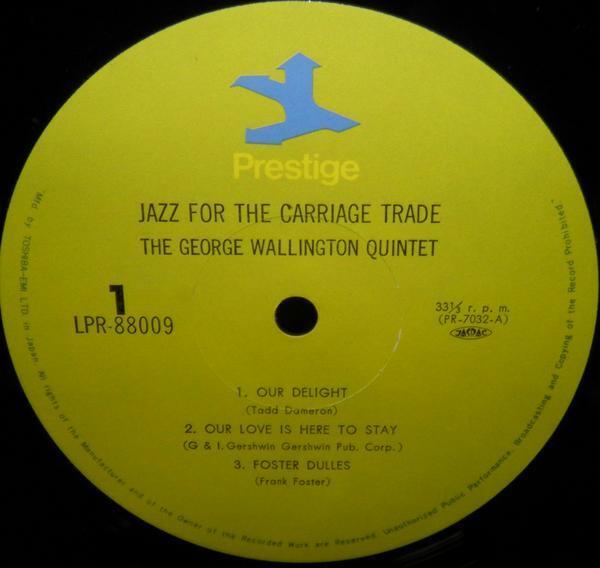 Prestige
JAZZ FOR THE CARRIAGE TRADE
THE GEORGE WALLINGTON QUINTET
1
LPR-88009
33⅓ r. p. m.
(PR-7032-A)
JASRAC
1. OUR DELIGHT
(Tadd Dameron)
2. OUR LOVE IS HERE TO STAY
(G & I. Gershwin Gershwin Pub. Corp.)
3. FOSTER DULLES
(Frank Foster)
"Mfd by TOSHIBA-EMI LTD in Japan. All rights of the Manufacturer and of the Owner of the Recorded Work are Reserved. Unauthorized Public Performance, Broadcasting and Copying of the Record Prohibited"